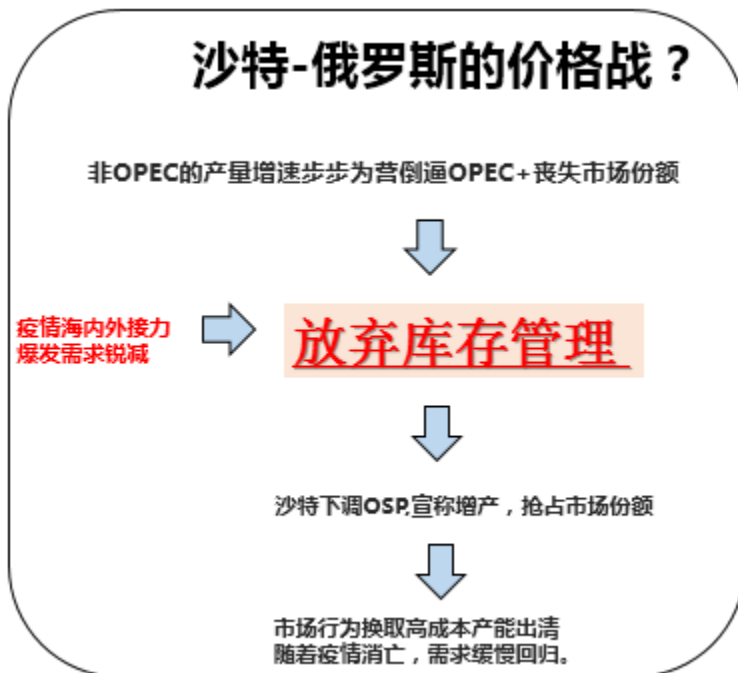 沙特-俄罗斯的价格战？
非OPEC的产量增速步步为营倒逼OPEC+丧失市场份额
疫情海内外接力
爆发需求锐减
放弃库存管理
沙特下调OSP,宣称增产，抢占市场份额
市场行为换取高成本产能出清
随着疫情消亡，需求缓慢回归。